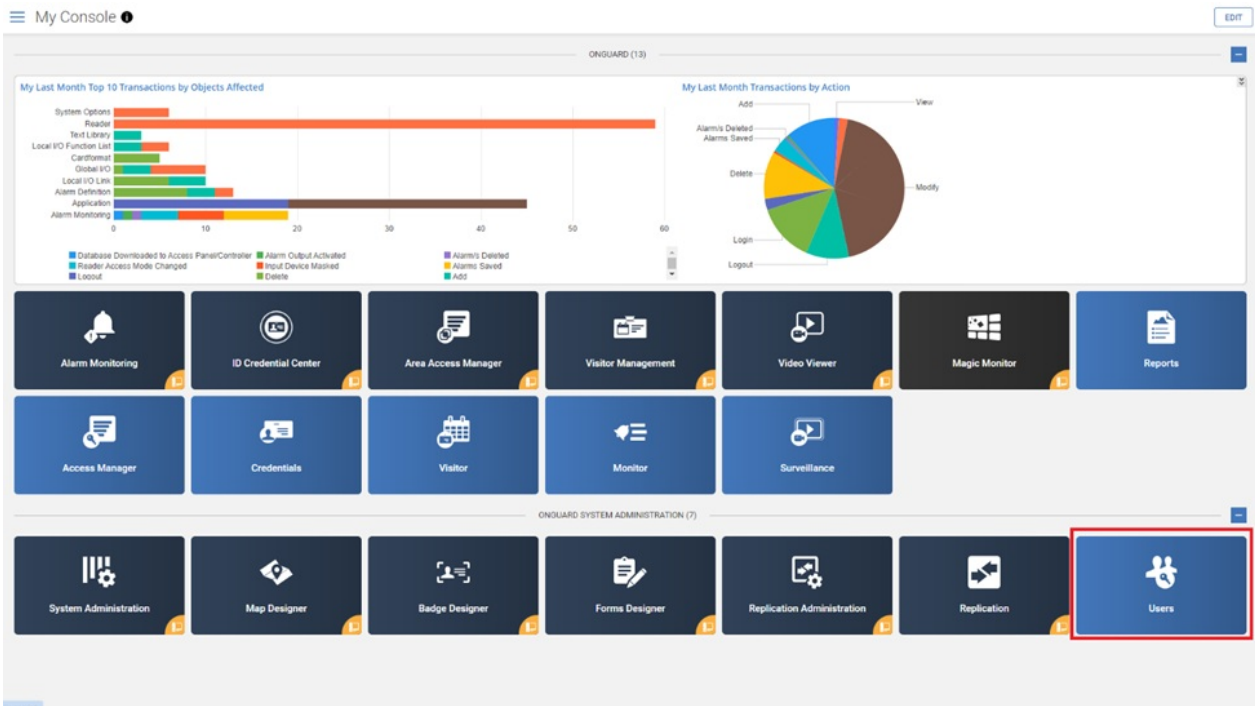 My Console
EDIT
ONGUARD (13)
My Last Month Top 10 Transactions by Objects Affected
System Options
Reader
Text Library
Local I/O Function List
Cardformat
Global I/O
Local I/O Link
Alarm Definition
Application
Alarm Monitoring
0 10 20 30 40 50 60
Database Downloaded to Access Panel/Controller Alarm Output Activated Alarm/s Deleted
Reader Access Mode Changed Input Device Masked Alarms Saved
Logout Delete Add
My Last Month Transactions by Action
Add View
Alarm/s Deleted
Alarms Saved
Delete Modify
Login
Logout
Alarm Monitoring ID Credential Center Area Access Manager Visitor Management Video Viewer Magic Monitor Reports
Access Manager Credentials Visitor Monitor Surveillance
ONGUARD SYSTEM ADMINISTRATION (7)
System Administration Map Designer Badge Designer Forms Designer Replication Administration Replication Users